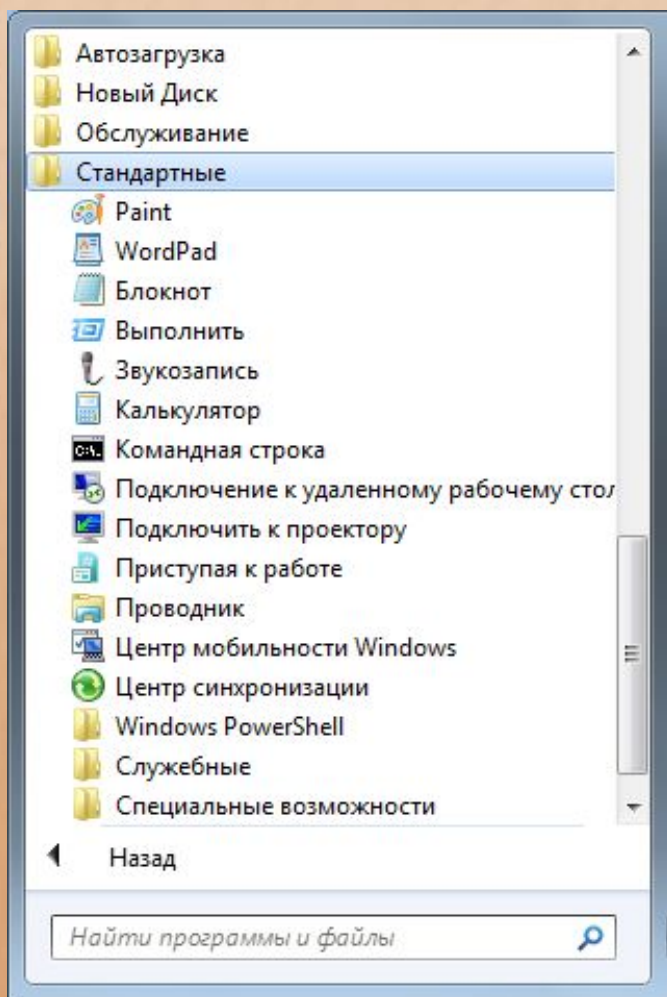 Автозагрузка
Новый Диск
Обслуживание
Стандартные
Paint
WordPad
Блокнот
Выполнить
Звукозапись
Калькулятор
Командная строка
Подключение к удаленному рабочему стол
Подключить к проектору
Приступая к работе
Проводник
Центр мобильности Windows
Центр синхронизации
Windows PowerShell
Служебные
Специальные возможности
Назад
Найти программы и файлы